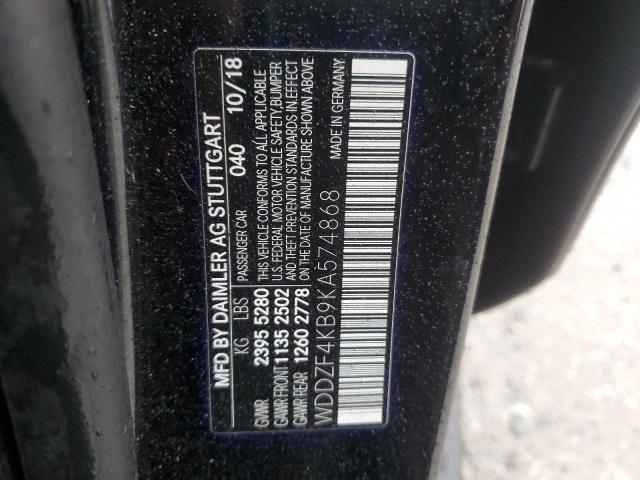 MFD BY DAIMLER AG STUTTGART
KG LBS PASSENGER CAR 040 10/18
GVWR 2395 5280
GAWR FRONT 1135 2502
GAWR REAR 1260 2778
THIS VEHICLE CONFORMS TO ALL APPLICABLE
U.S. FEDERAL MOTOR VEHICLE SAFETY,BUMPER
AND THEFT PREVENTION STANDARDS IN EFFECT
ON THE DATE OF MANUFACTURE SHOWN ABOVE
WDDZF4KB9KA574868
MADE IN GERMANY